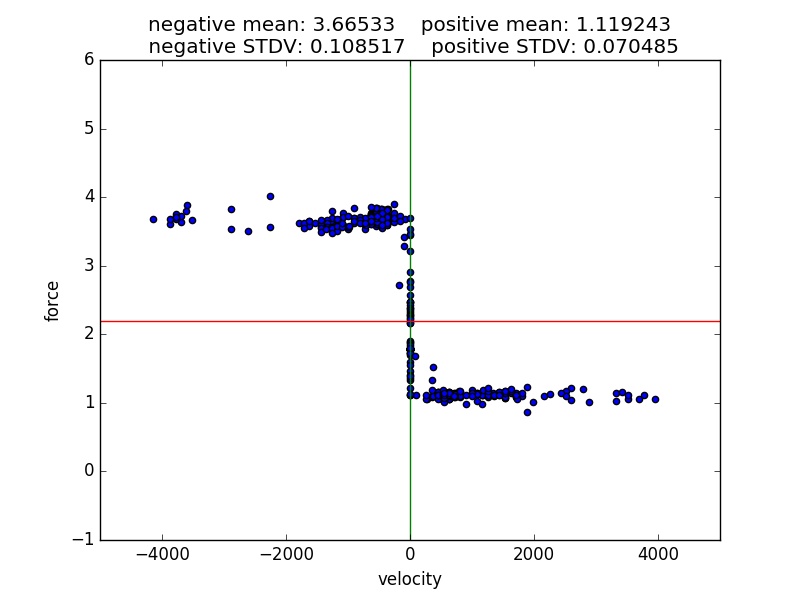 negative mean: 3.66533    positive mean: 1.119243
negative STDV: 0.108517    positive STDV: 0.070485
6
5
4
3
2
1
0
−1
force
−4000 −2000 0 2000 4000
velocity